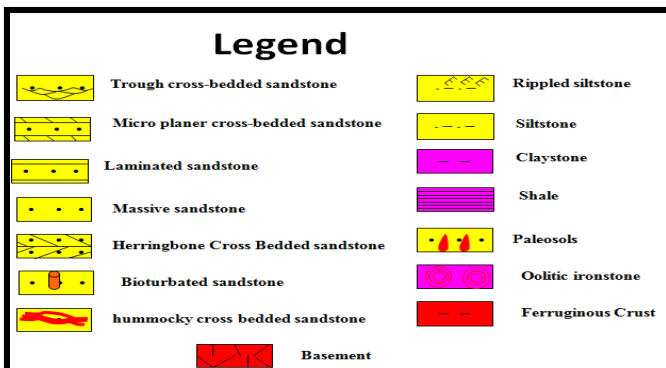 Legend
Trough cross-bedded sandstone
Micro planer cross-bedded sandstone
Laminated sandstone
Massive sandstone
Herringbone Cross Bedded sandstone
Bioturbated sandstone
hummocky cross bedded sandstone
Rippled siltstone
Siltstone
Claystone
Shale
Paleosols
Oolitic ironstone
Ferruginous Crust
Basement